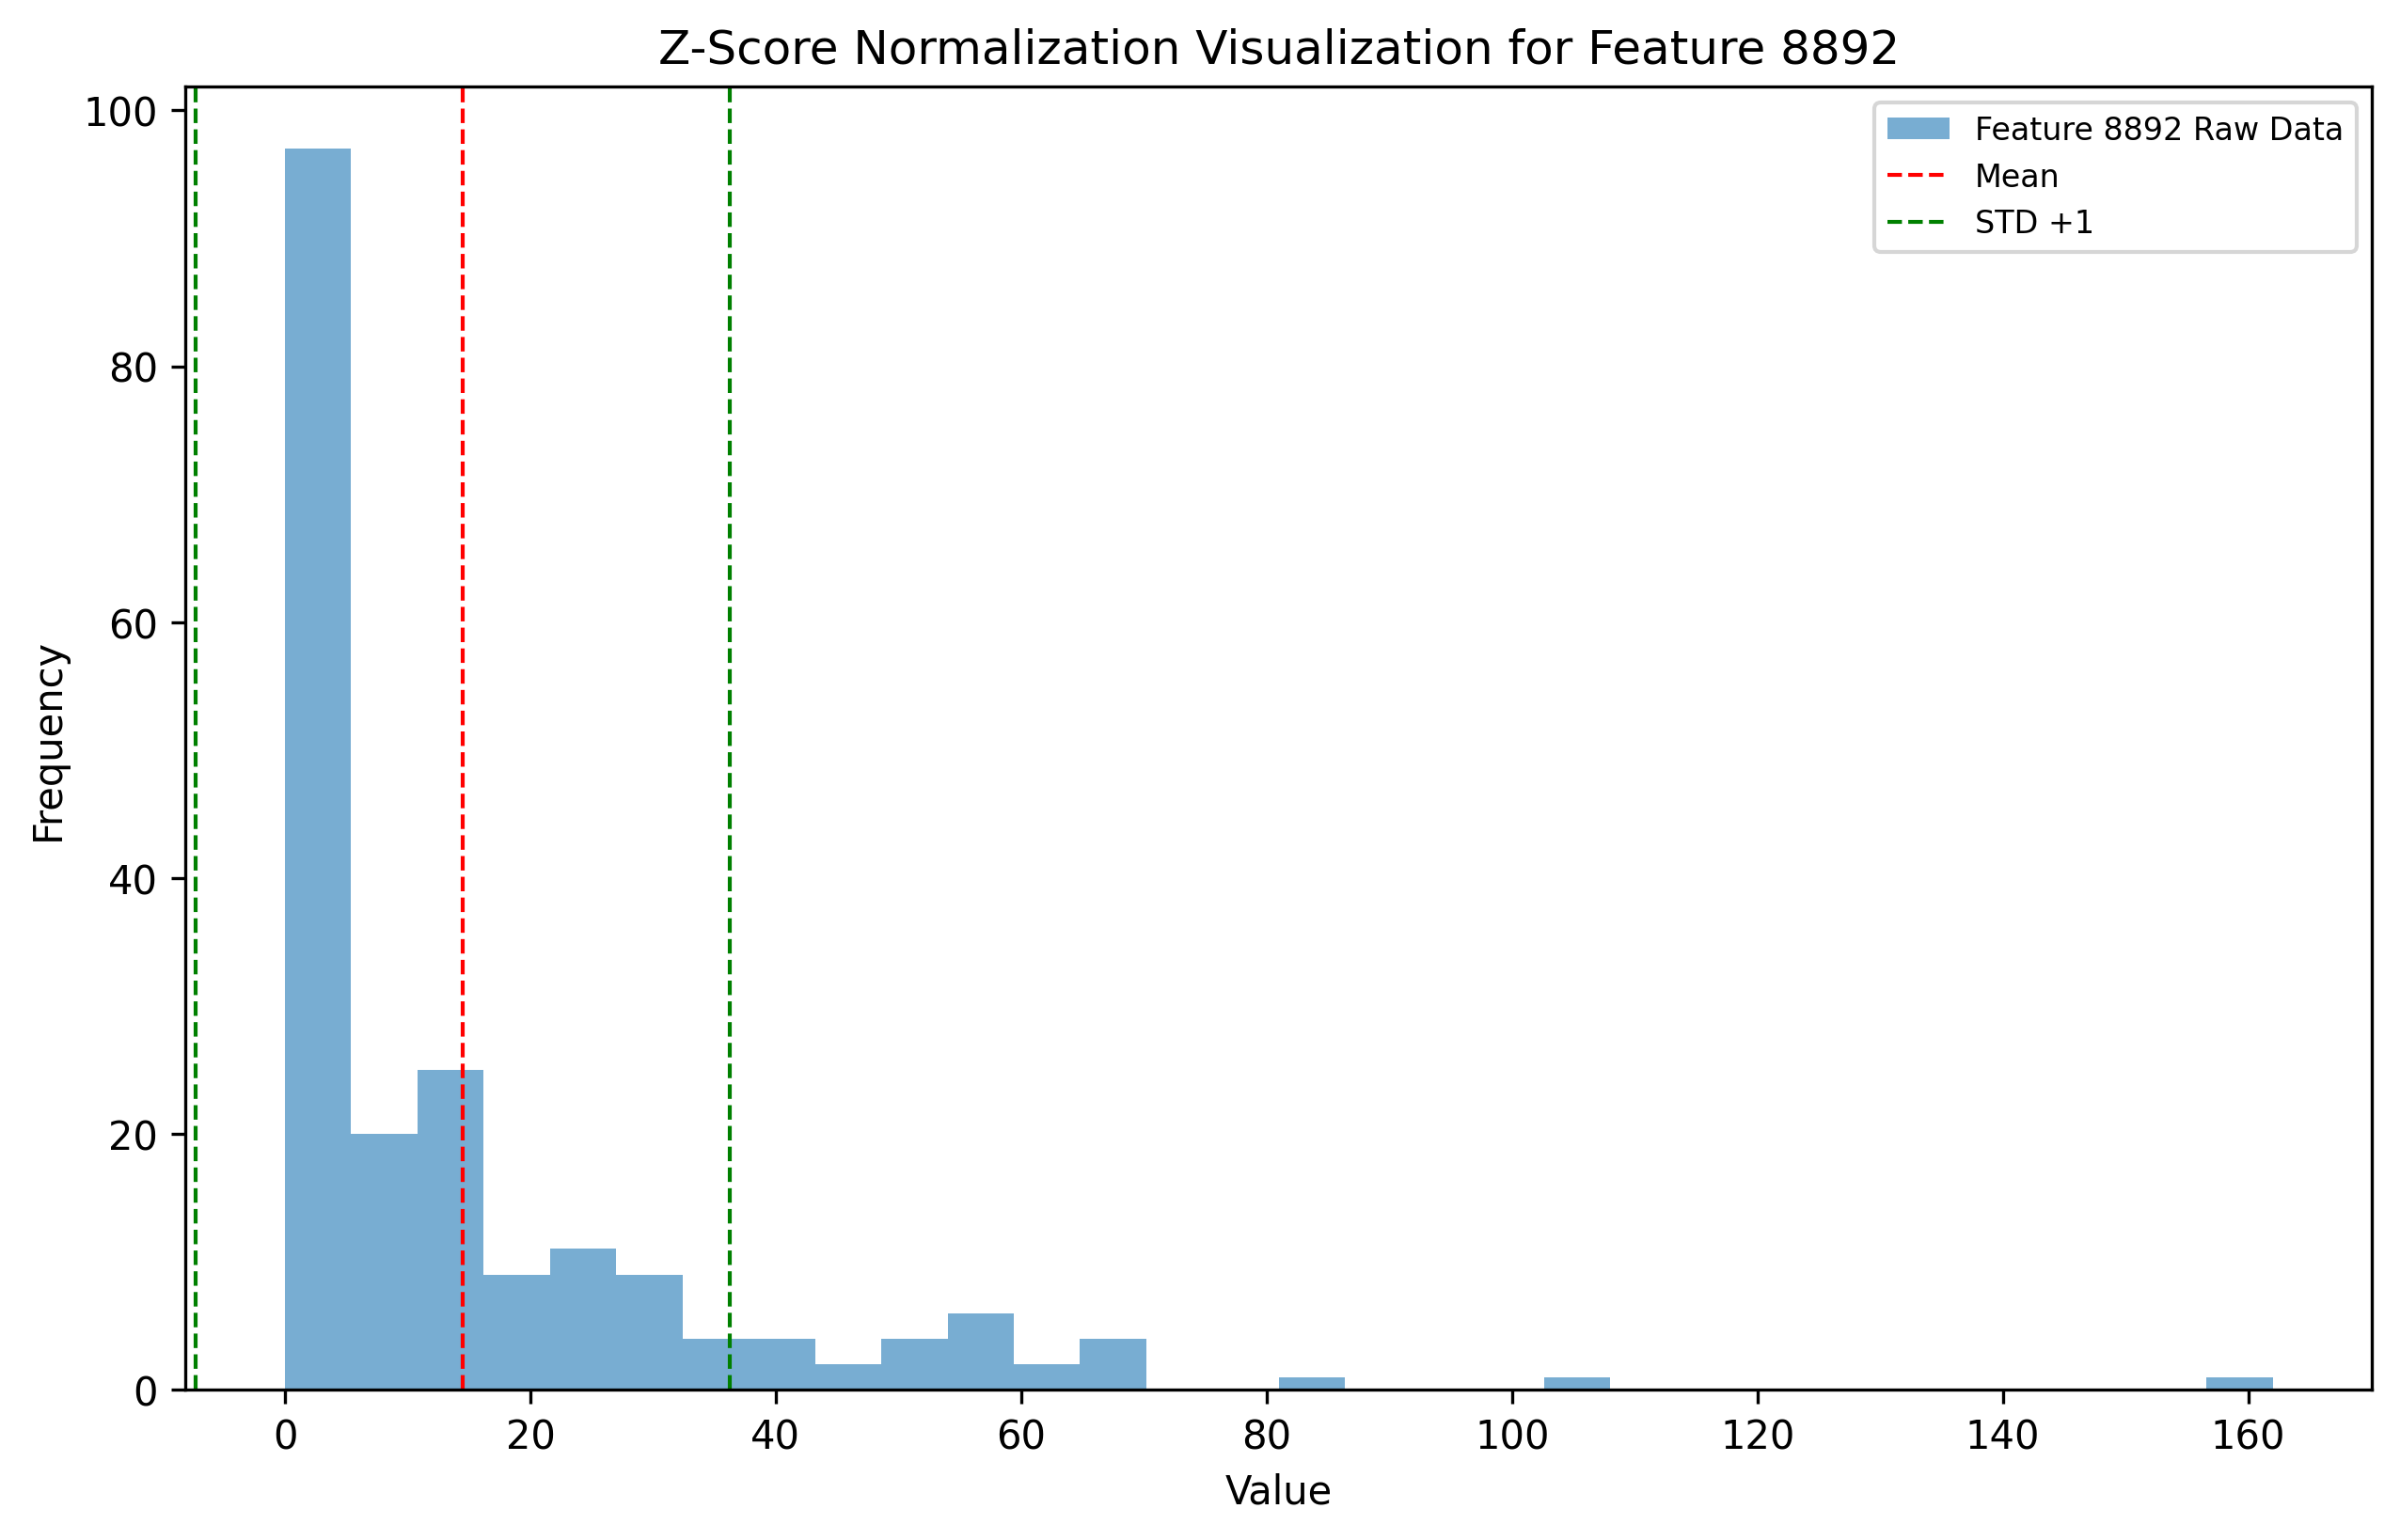 Z-Score Normalization Visualization for Feature 8892
Feature 8892 Raw Data
Mean
STD +1
Frequency
100
80
60
40
20
0
0 20 40 60 80 100 120 140 160
Value